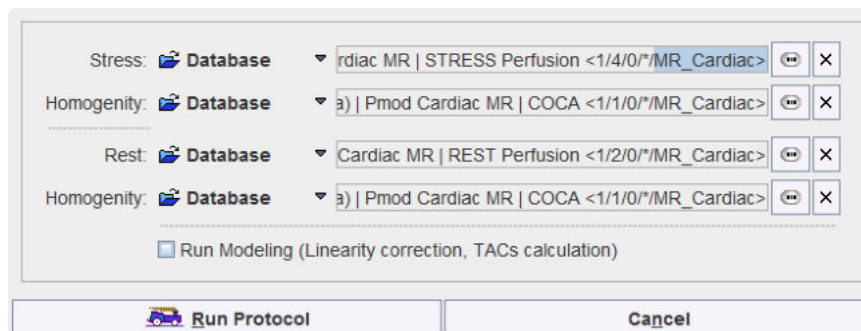 Stress: Database rdiac MR | STRESS Perfusion <1/4/0/*/MR_Cardiac>
Homogenity: Database a) | Pmod Cardiac MR | COCA <1/1/0/*/MR_Cardiac>
Rest: Database Cardiac MR | REST Perfusion <1/2/0/*/MR_Cardiac>
Homogenity: Database a) | Pmod Cardiac MR | COCA <1/1/0/*/MR_Cardiac>
Run Modeling (Linearity correction, TACs calculation)
Run Protocol Cancel